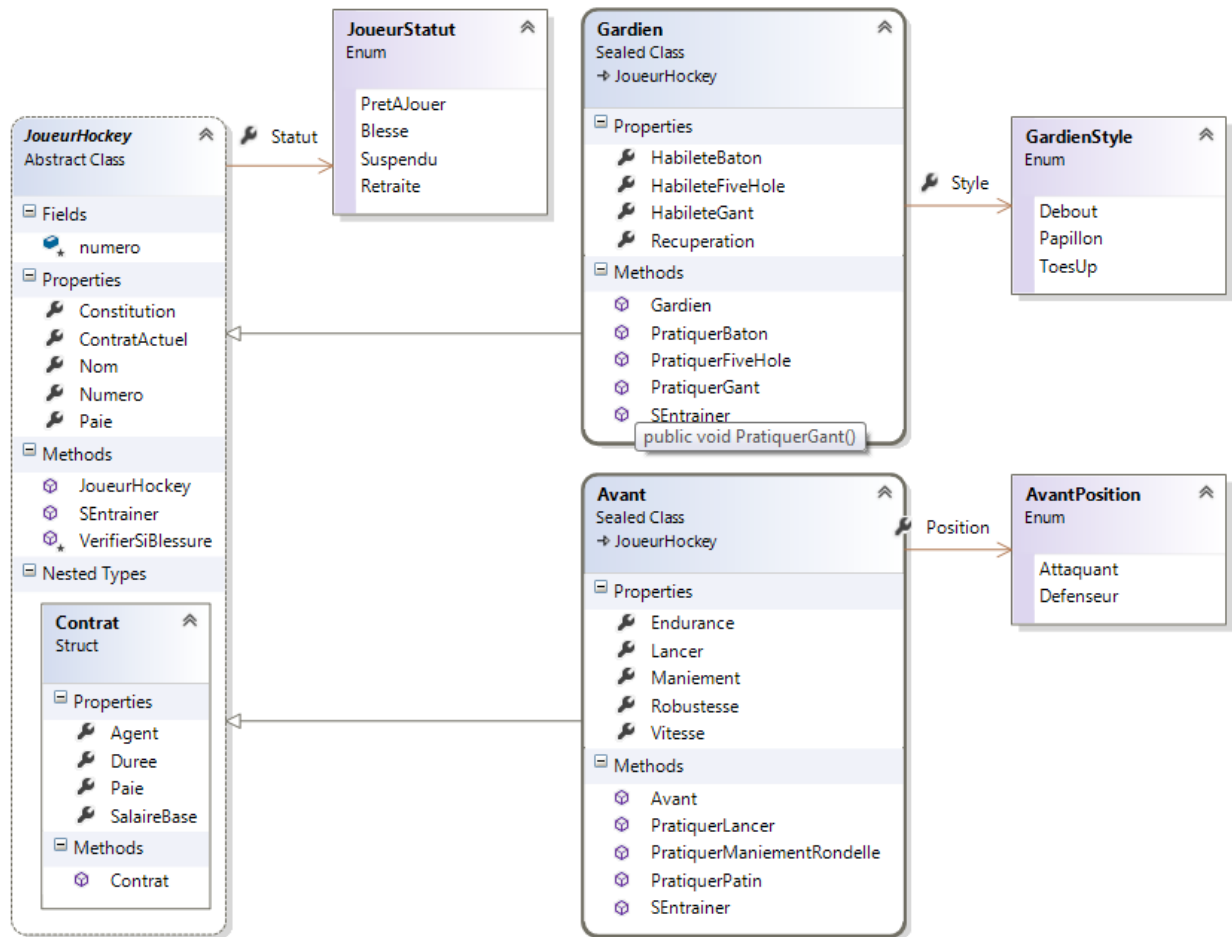 JoueurStatut
Enum
PretAJouer
Blesse
Suspendu
Retraite
JoueurHockey
Abstract Class
Fields
numero
Properties
Constitution
ContratActuel
Nom
Numero
Paie
Methods
JoueurHockey
SEntrainer
VerifierSiBlessure
Nested Types
Contrat
Struct
Properties
Agent
Duree
Paie
SalaireBase
Methods
Contrat
Statut
Gardien
Sealed Class
JoueurHockey
Properties
HabileteBaton
HabileteFiveHole
HabileteGant
Recuperation
Methods
Gardien
PratiquerBaton
PratiquerFiveHole
PratiquerGant
SEntrainer
public void PratiquerGant()
Style
GardienStyle
Enum
Debout
Papillon
ToesUp
Avant
Sealed Class
JoueurHockey
Properties
Endurance
Lancer
Maniement
Robustesse
Vitesse
Methods
Avant
PratiquerLancer
PratiquerManiementRondelle
PratiquerPatin
SEntrainer
Position
AvantPosition
Enum
Attaquant
Defenseur